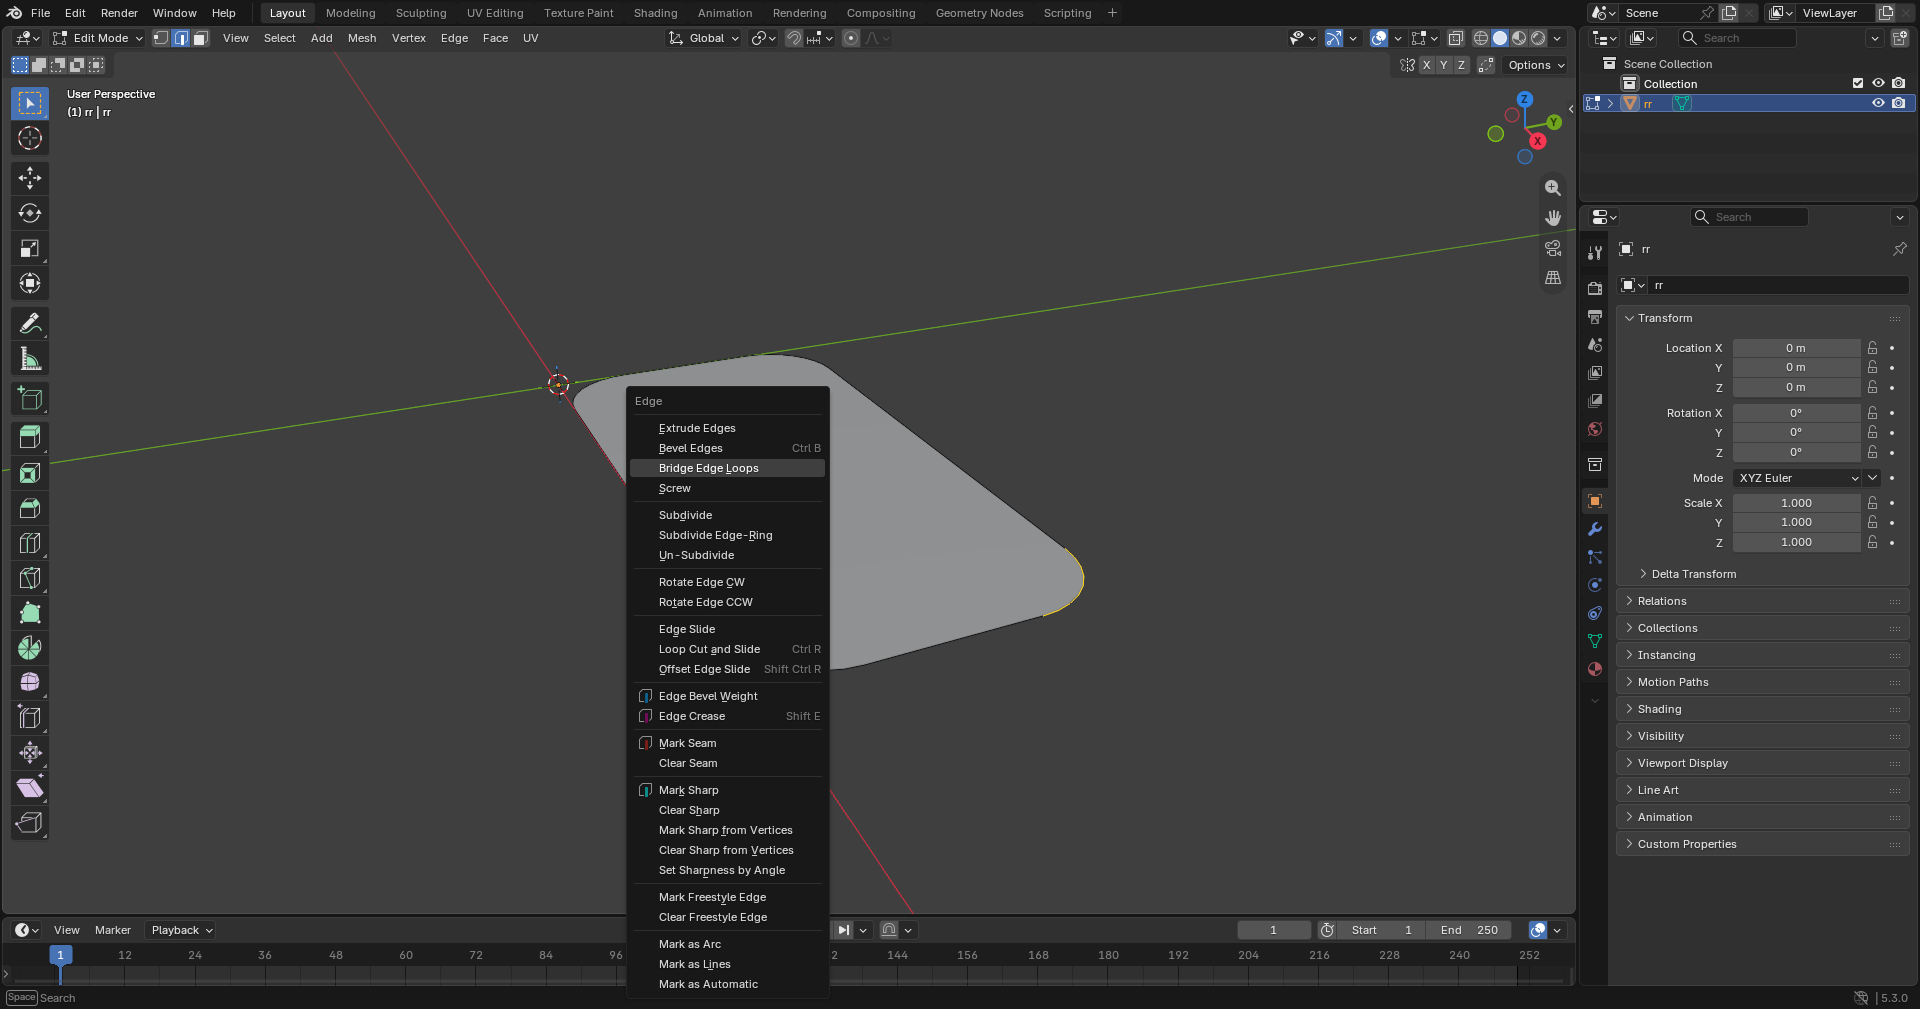 File Edit Render Window Help Layout Modeling Sculpting UV Editing Texture Paint Shading Animation Rendering Compositing Geometry Nodes Scripting + Scene ViewLayer
Edit Mode View Select Add Mesh Vertex Edge Face UV Global Search
X Y Z Options
Scene Collection
Collection
rr
User Perspective
(1) rr | rr
Z
Y
X
Search
rr
rr
Transform
Location X 0 m
Y 0 m
Z 0 m
Rotation X 0°
Y 0°
Z 0°
Mode XYZ Euler
Scale X 1.000
Y 1.000
Z 1.000
Delta Transform
Relations
Collections
Instancing
Motion Paths
Shading
Visibility
Viewport Display
Line Art
Animation
Custom Properties
Edge
Extrude Edges
Bevel Edges Ctrl B
Bridge Edge Loops
Screw
Subdivide
Subdivide Edge-Ring
Un-Subdivide
Rotate Edge CW
Rotate Edge CCW
Edge Slide
Loop Cut and Slide Ctrl R
Offset Edge Slide Shift Ctrl R
Edge Bevel Weight
Edge Crease Shift E
Mark Seam
Clear Seam
Mark Sharp
Clear Sharp
Mark Sharp from Vertices
Clear Sharp from Vertices
Set Sharpness by Angle
Mark Freestyle Edge
Clear Freestyle Edge
Mark as Arc
Mark as Lines
Mark as Automatic
View Marker Playback 1 Start 1 End 250
1 12 24 36 48 60 72 84 96 2 144 156 168 180 192 204 216 228 240 252
Space Search 5.3.0